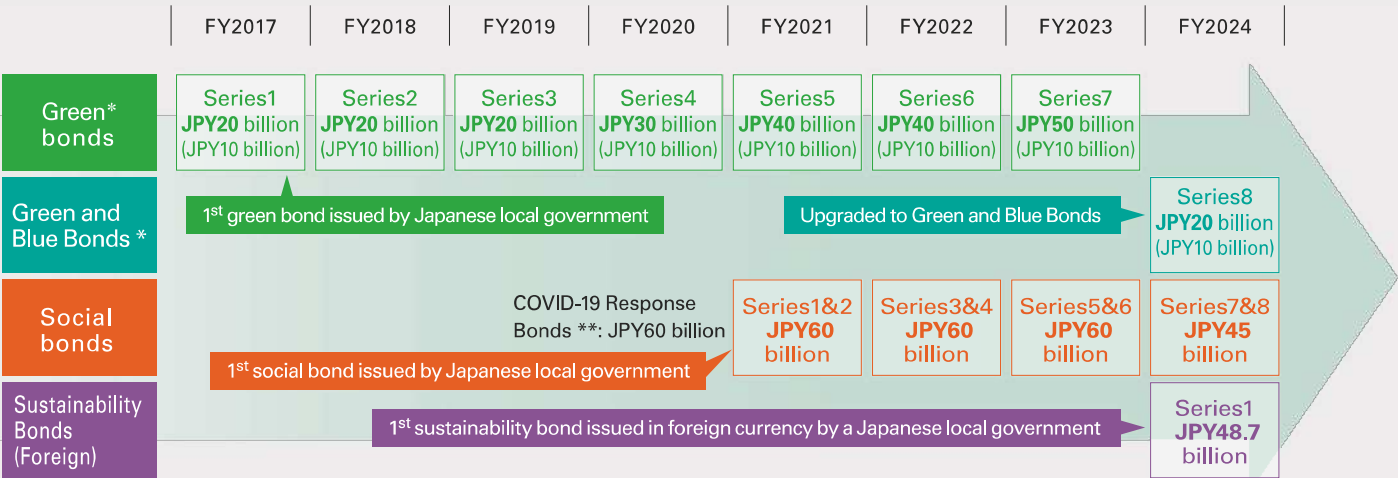 FY2017 FY2018 FY2019 FY2020 FY2021 FY2022 FY2023 FY2024
Green*
bonds
Series1
JPY20 billion
(JPY10 billion)
Series2
JPY20 billion
(JPY10 billion)
Series3
JPY20 billion
(JPY10 billion)
Series4
JPY30 billion
(JPY10 billion)
Series5
JPY40 billion
(JPY10 billion)
Series6
JPY40 billion
(JPY10 billion)
Series7
JPY50 billion
(JPY10 billion)
Green and
Blue Bonds *
1st green bond issued by Japanese local government
Upgraded to Green and Blue Bonds
Series8
JPY20 billion
(JPY10 billion)
Social
bonds
COVID-19 Response
Bonds **: JPY60 billion
1st social bond issued by Japanese local government
Series1&2
JPY60
billion
Series3&4
JPY60
billion
Series5&6
JPY60
billion
Series7&8
JPY45
billion
Sustainability
Bonds
(Foreign)
1st sustainability bond issued in foreign currency by a Japanese local government
Series1
JPY48.7
billion